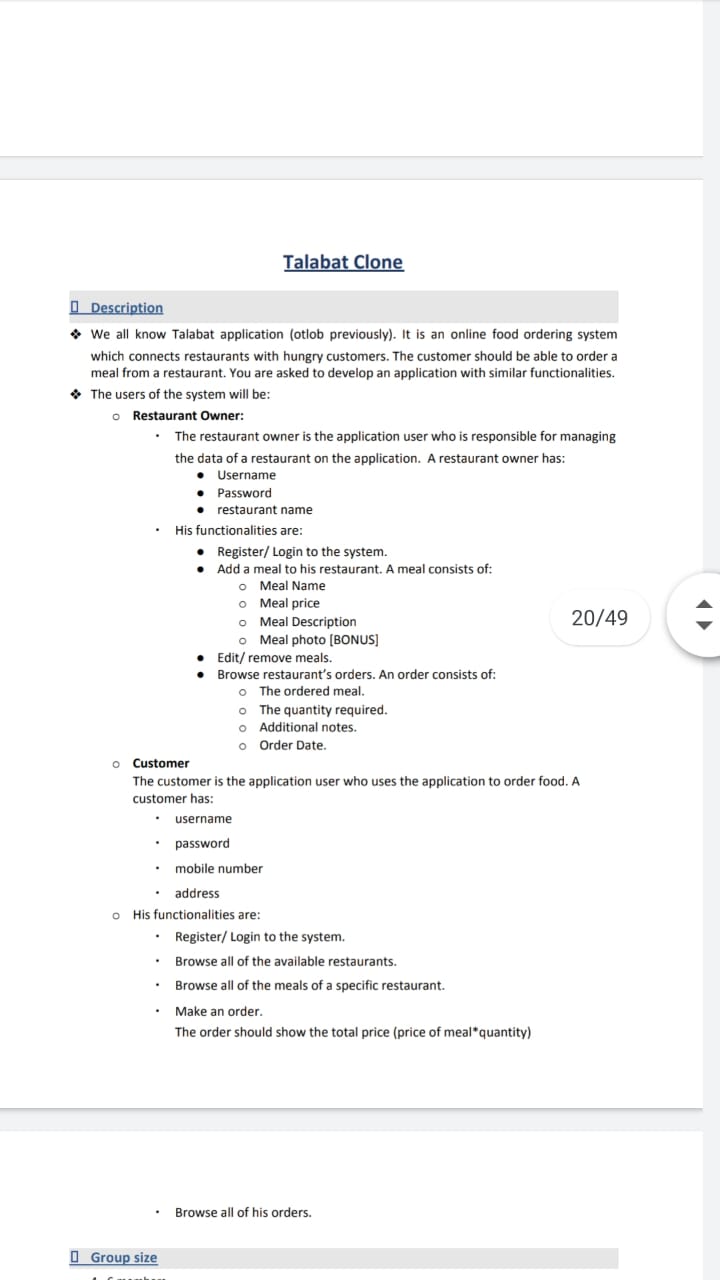 Talabat Clone
Description
We all know Talabat application (otlob previously). It is an online food ordering system
which connects restaurants with hungry customers. The customer should be able to order a
meal from a restaurant. You are asked to develop an application with similar functionalities.
The users of the system will be:
Restaurant Owner:
The restaurant owner is the application user who is responsible for managing
the data of a restaurant on the application. A restaurant owner has:
Username
Password
restaurant name
His functionalities are:
Register/ Login to the system.
Add a meal to his restaurant. A meal consists of:
Meal Name
Meal price
Meal Description
Meal photo [BONUS]
20/49
Edit/ remove meals.
Browse restaurant's orders. An order consists of:
The ordered meal.
The quantity required.
Additional notes.
Order Date.
Customer
The customer is the application user who uses the application to order food. A
customer has:
username
password
mobile number
address
His functionalities are:
Register/ Login to the system.
Browse all of the available restaurants.
Browse all of the meals of a specific restaurant.
Make an order.
The order should show the total price (price of meal*quantity)
Browse all of his orders.
Group size